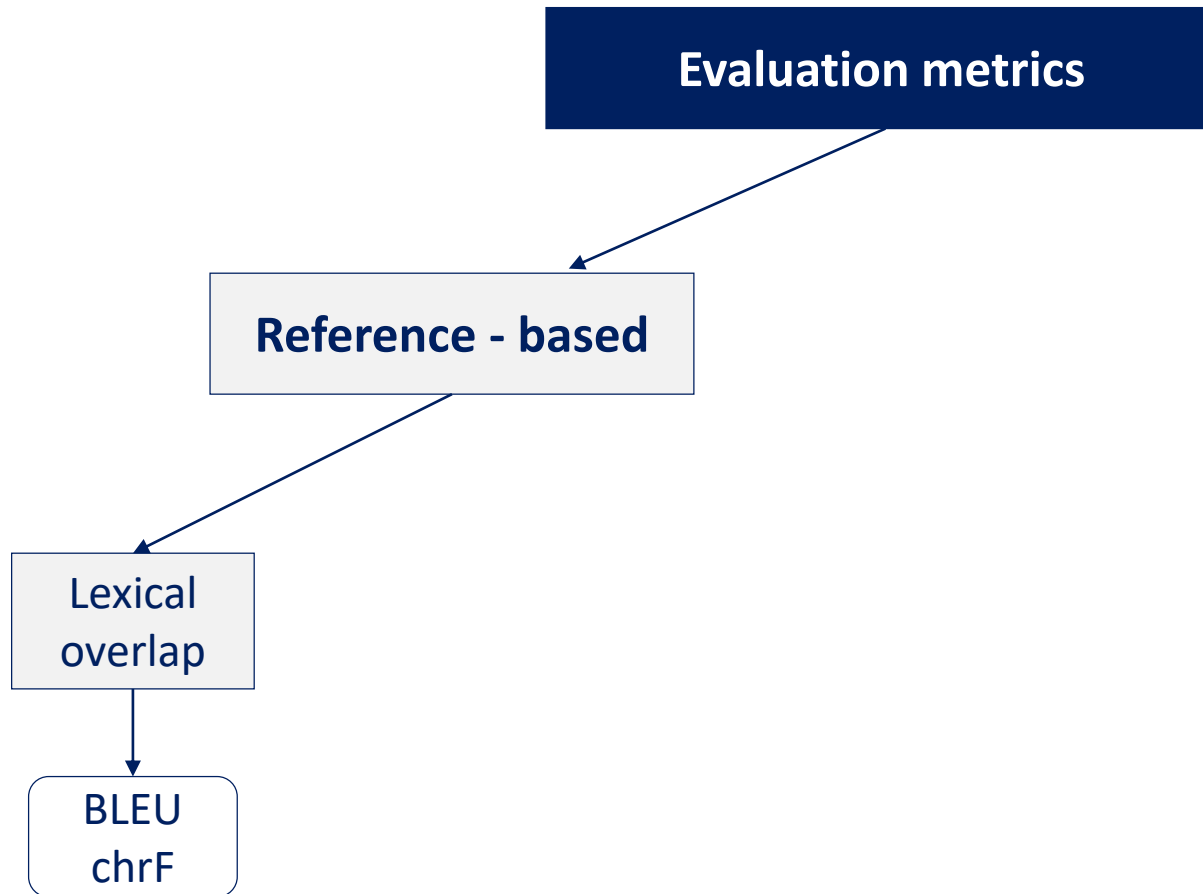 Evaluation metrics
Reference - based
Lexical
overlap
BLEU
chrF